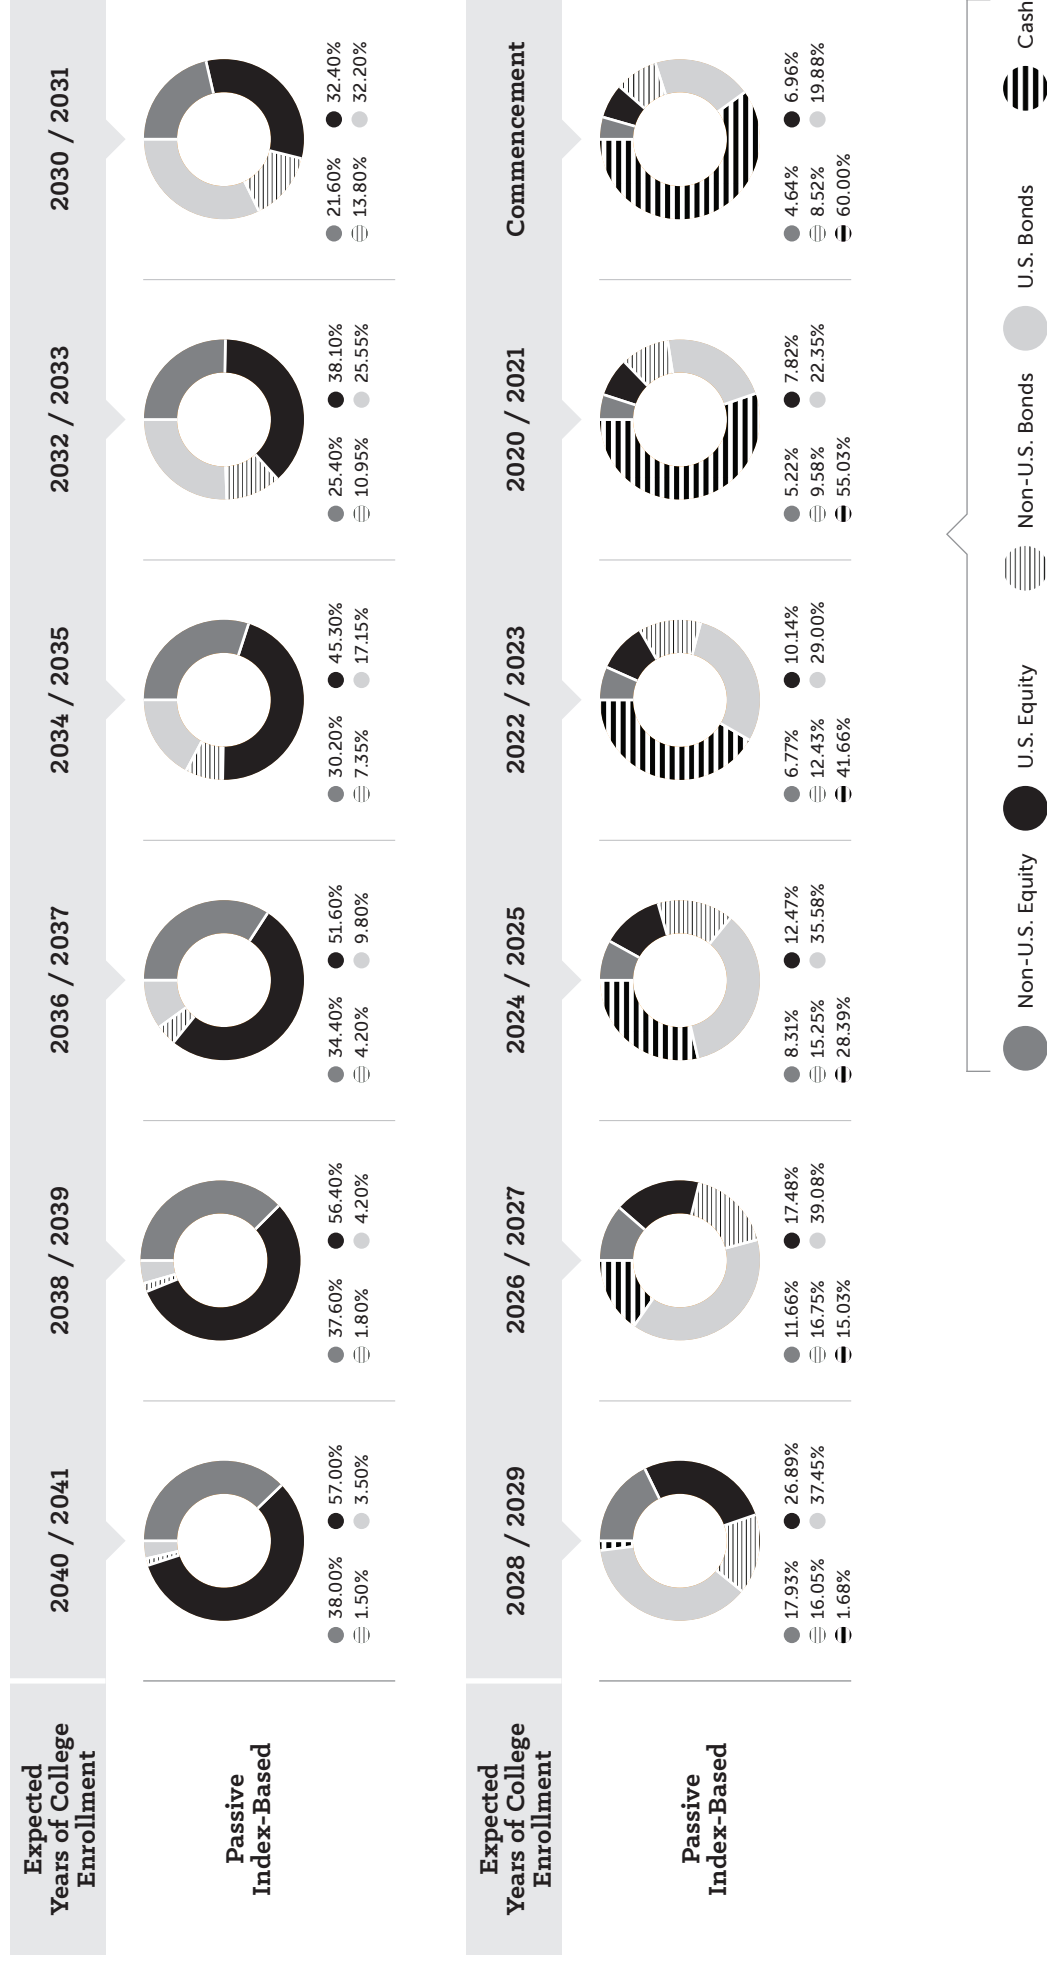 Expected
Years of College
Enrollment
2040 / 2041
2038 / 2039
2036 / 2037
2034 / 2035
2032 / 2033
2030 / 2031
Passive
Index-Based
38.00% 57.00%
1.50% 3.50%
37.60% 56.40%
1.80% 4.20%
34.40% 51.60%
4.20% 9.80%
30.20% 45.30%
7.35% 17.15%
25.40% 38.10%
10.95% 25.55%
21.60% 32.40%
13.80% 32.20%
Expected
Years of College
Enrollment
2028 / 2029
2026 / 2027
2024 / 2025
2022 / 2023
2020 / 2021
Commencement
Passive
Index-Based
17.93% 26.89%
16.05% 37.45%
1.68%
11.66% 17.48%
16.75% 39.08%
15.03%
8.31% 12.47%
15.25% 35.58%
28.39%
6.77% 10.14%
12.43% 29.00%
41.66%
5.22% 7.82%
9.58% 22.35%
55.03%
4.64% 6.96%
8.52% 19.88%
60.00%
Non-U.S. Equity
U.S. Equity
Non-U.S. Bonds
U.S. Bonds
Cash